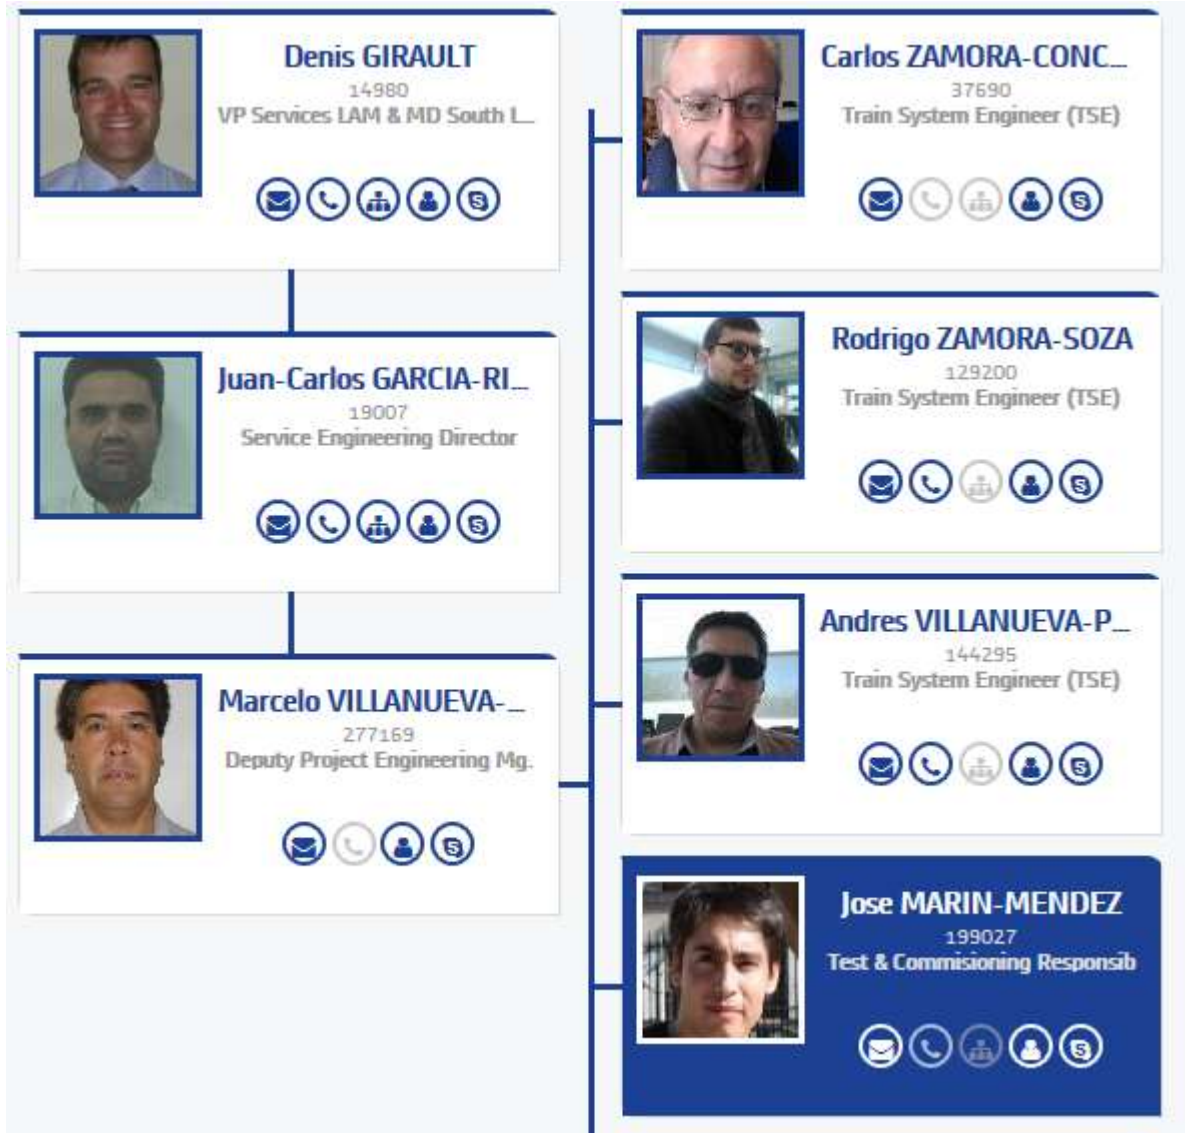 Denis GIRAULT
14980
VP Services LAM & MD South L...
Juan-Carlos GARCIA-RI...
19007
Service Engineering Director
Marcelo VILLANUEVA-...
277169
Deputy Project Engineering Mg.
Carlos ZAMORA-CONC...
37690
Train System Engineer (TSE)
Rodrigo ZAMORA-SOZA
129200
Train System Engineer (TSE)
Andres VILLANUEVA-P...
144295
Train System Engineer (TSE)
Jose MARIN-MENDEZ
199027
Test & Commisioning Responsib